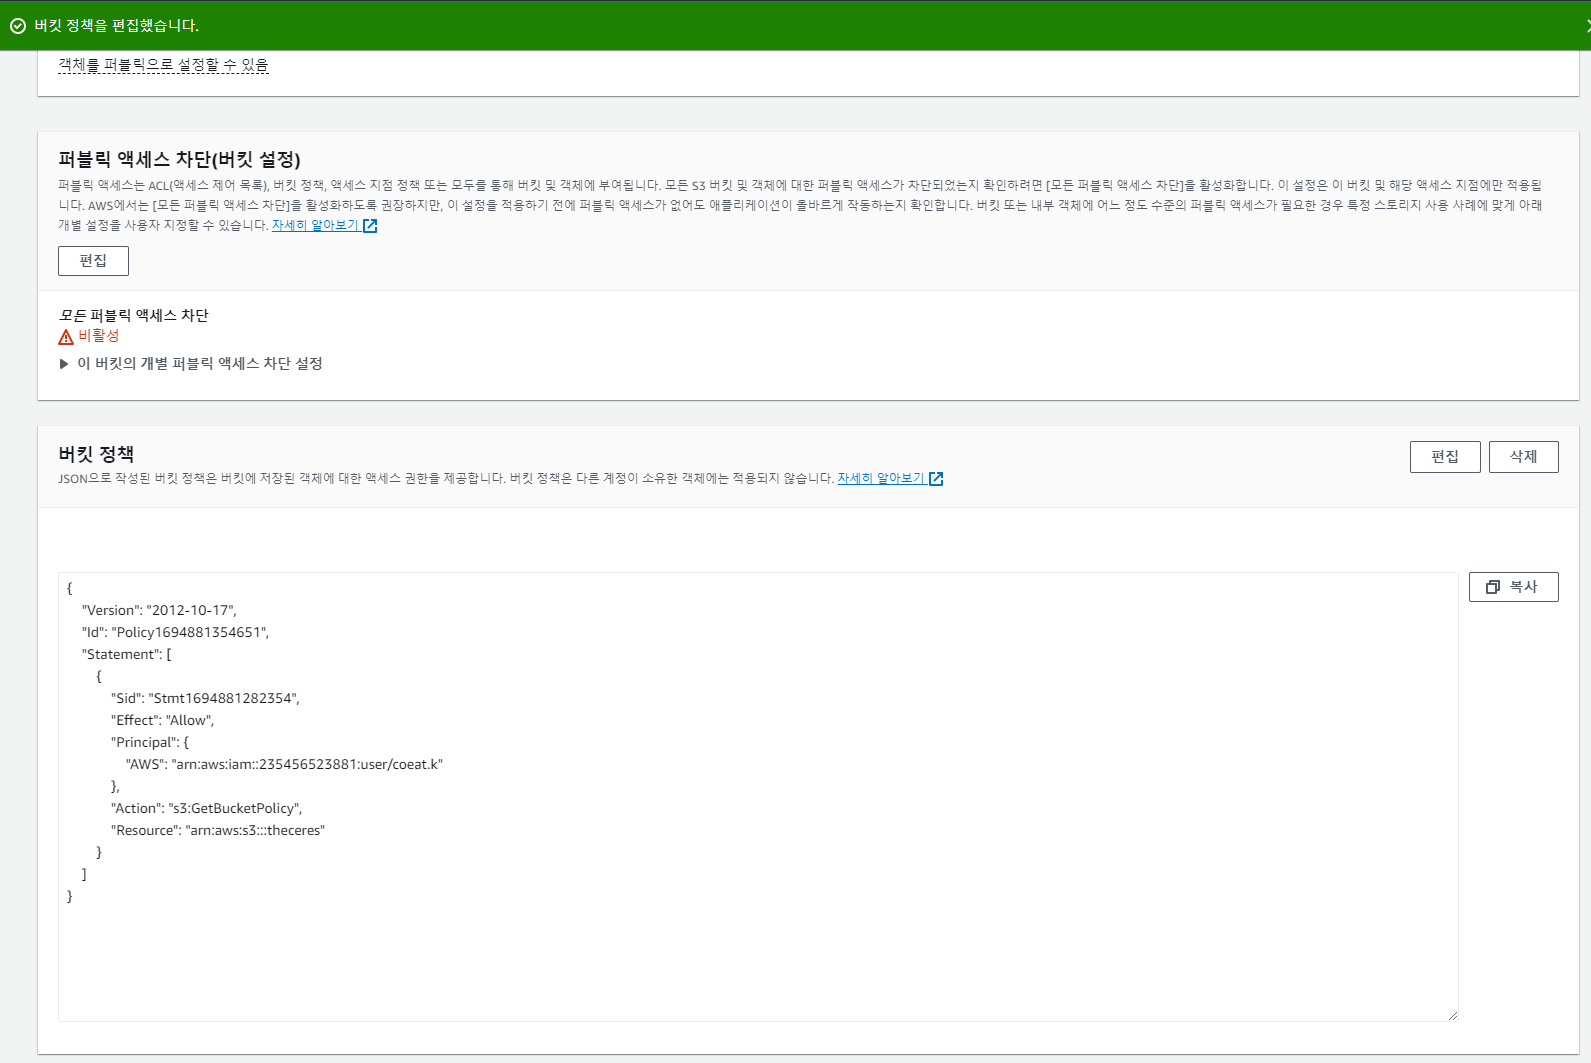 버킷 정책을 편집했습니다.
객체를 퍼블릭으로 설정할 수 있음
퍼블릭 액세스 차단(버킷 설정)
퍼블릭 액세스는 ACL(액세스 제어 목록), 버킷 정책, 액세스 지점 정책 또는 모두를 통해 버킷 및 객체에 부여됩니다. 모든 S3 버킷 및 객체에 대한 퍼블릭 액세스가 차단되었는지 확인하려면 [모든 퍼블릭 액세스 차단]을 활성화합니다. 이 설정은 이 버킷 및 해당 액세스 지점에만 적용됩
니다. AWS에서는 [모든 퍼블릭 액세스 차단]을 활성화하도록 권장하지만, 이 설정을 적용하기 전에 퍼블릭 액세스가 없어도 애플리케이션이 올바르게 작동하는지 확인합니다. 버킷 또는 내부 객체에 어느 정도 수준의 퍼블릭 액세스가 필요한 경우 특정 스토리지 사용 사례에 맞게 아래
개별 설정을 사용자 지정할 수 있습니다. 자세히 알아보기
편집
모든 퍼블릭 액세스 차단
비활성
이 버킷의 개별 퍼블릭 액세스 차단 설정
버킷 정책
편집 삭제
JSON으로 작성된 버킷 정책은 버킷에 저장된 객체에 대한 액세스 권한을 제공합니다. 버킷 정책은 다른 계정이 소유한 객체에는 적용되지 않습니다. 자세히 알아보기
복사
{
"Version": "2012-10-17",
"Id": "Policy1694881354651",
"Statement": [
{
"Sid": "Stmt1694881282354",
"Effect": "Allow",
"Principal": {
"AWS": "arn:aws:iam::235456523881:user/coeat.k"
},
"Action": "s3:GetBucketPolicy",
"Resource": "arn:aws:s3:::theceres"
}
]
}